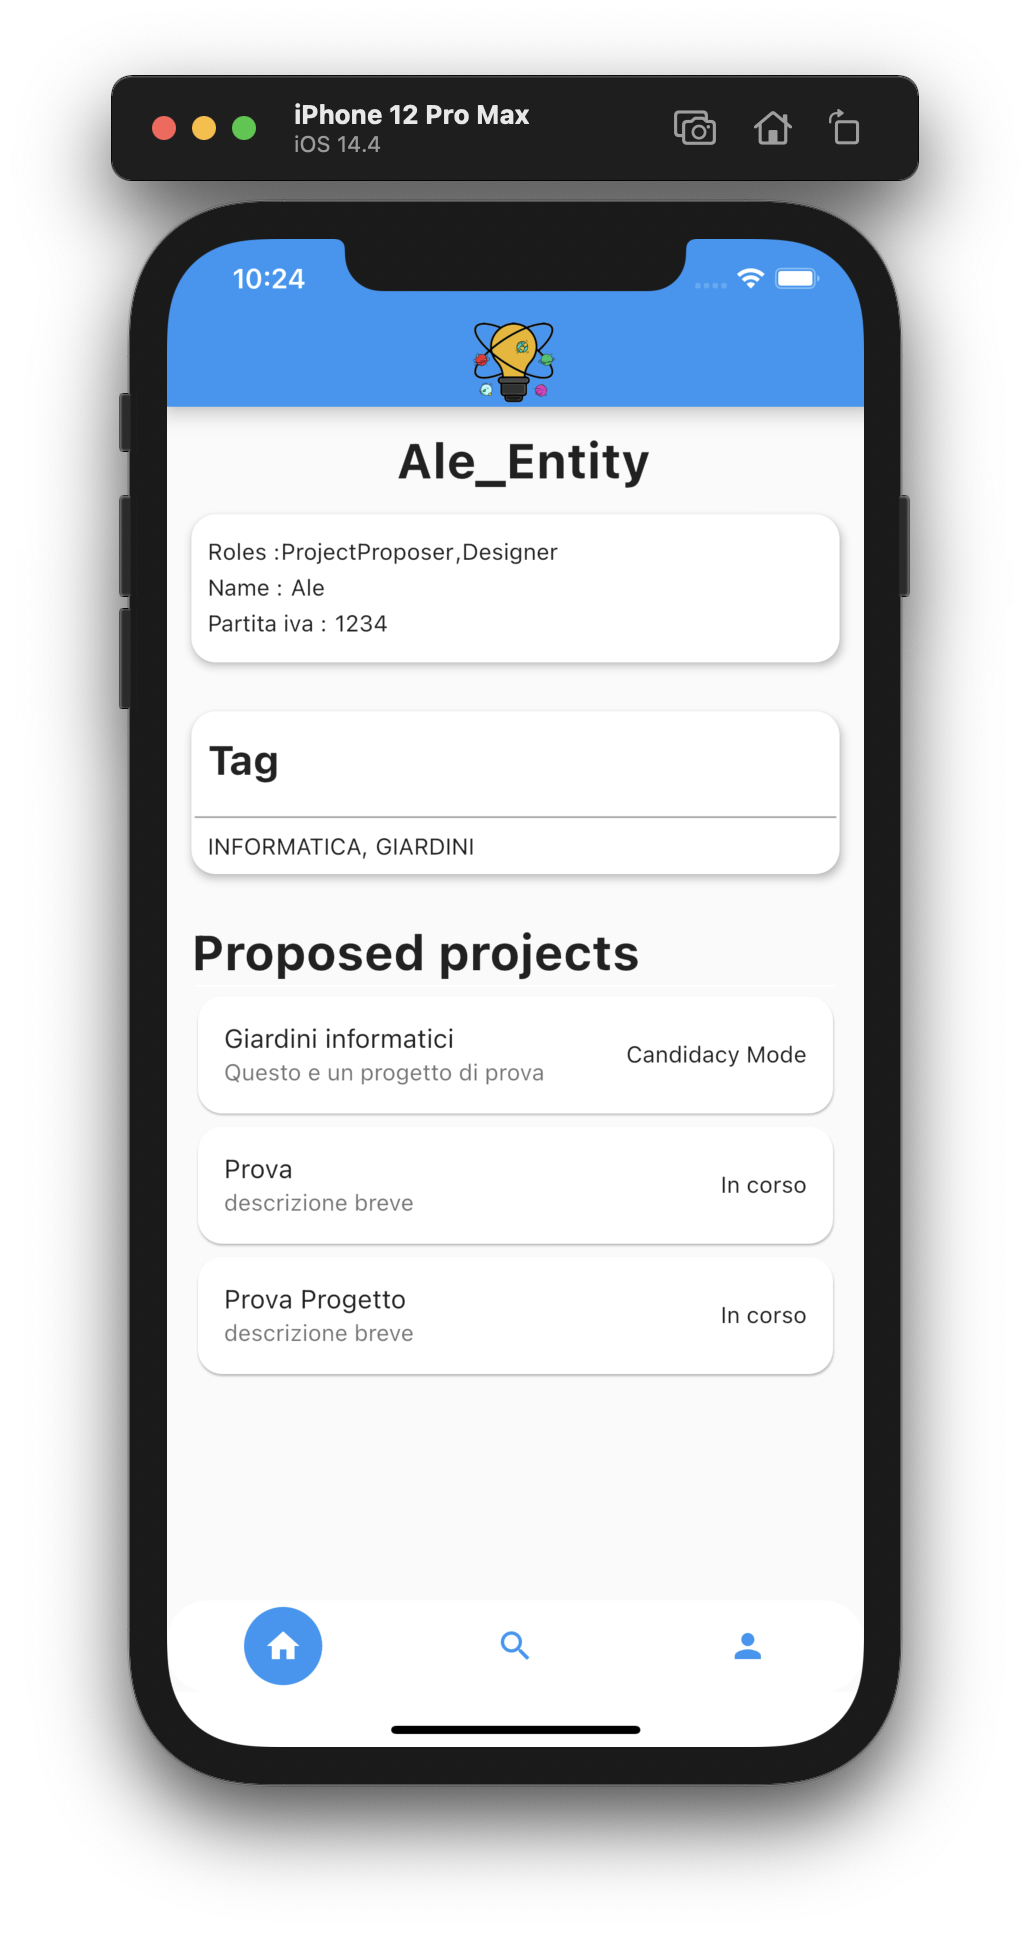 iPhone 12 Pro Max
iOS 14.4
10:24
Ale_Entity
Roles :ProjectProposer,Designer
Name : Ale
Partita iva : 1234
Tag
INFORMATICA, GIARDINI
Proposed projects
Giardini informatici
Questo e un progetto di prova
Candidacy Mode
Prova
descrizione breve
In corso
Prova Progetto
descrizione breve
In corso